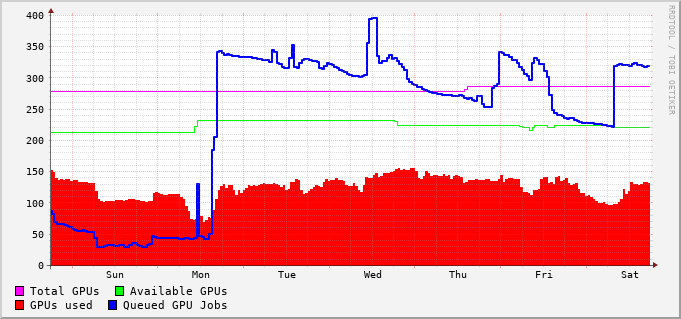 400
350
300
250
200
150
100
50
0
Sun Mon Tue Wed Thu Fri Sat
Total GPUs Available GPUs
GPUs used Queued GPU Jobs
RRDTOOL / TOBI OETIKER